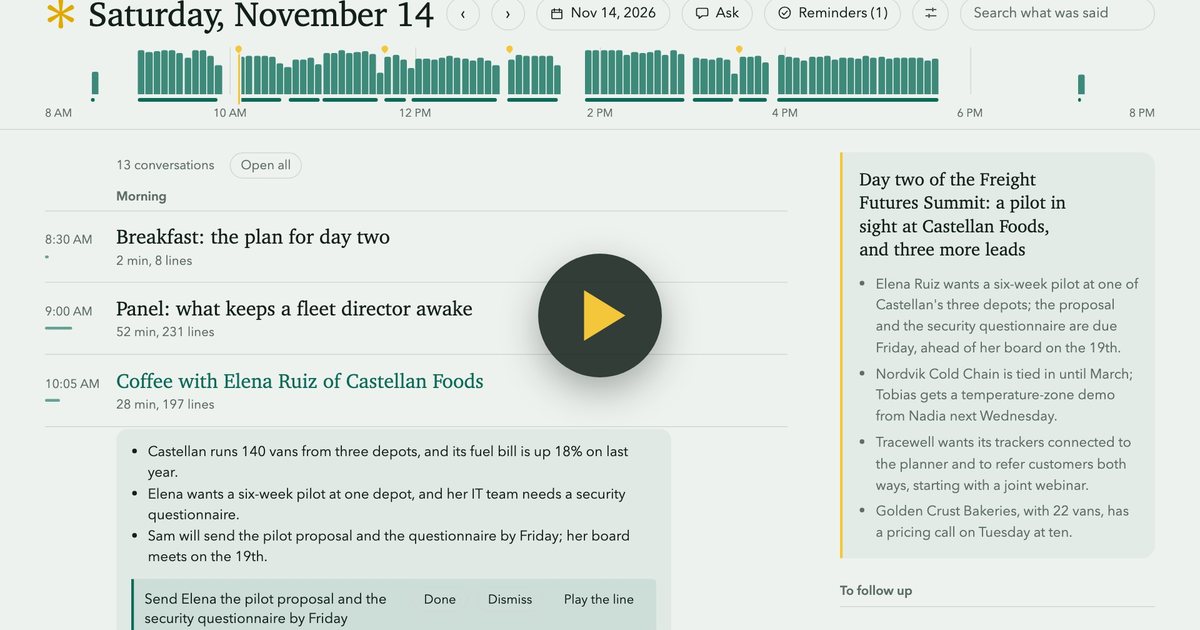 Saturday, November 14
Nov 14, 2026
Ask
Reminders (1)
Search what was said
8 AM
10 AM
12 PM
2 PM
4 PM
6 PM
8 PM
13 conversations
Open all
Morning
8:30 AM
Breakfast: the plan for day two
2 min, 8 lines
9:00 AM
Panel: what keeps a fleet director awake
52 min, 231 lines
10:05 AM
Coffee with Elena Ruiz of Castellan Foods
28 min, 197 lines
Castellan runs 140 vans from three depots, and its fuel bill is up 18% on last
year.
Elena wants a six-week pilot at one depot, and her IT team needs a security
questionnaire.
Sam will send the pilot proposal and the questionnaire by Friday; her board
meets on the 19th.
Send Elena the pilot proposal and the
security questionnaire by Friday
Done
Dismiss
Play the line
Day two of the Freight
Futures Summit: a pilot in
sight at Castellan Foods,
and three more leads
Elena Ruiz wants a six-week pilot at one of
Castellan's three depots; the proposal
and the security questionnaire are due
Friday, ahead of her board on the 19th.
Nordvik Cold Chain is tied in until March;
Tobias gets a temperature-zone demo
from Nadia next Wednesday.
Tracewell wants its trackers connected to
the planner and to refer customers both
ways, starting with a joint webinar.
Golden Crust Bakeries, with 22 vans, has
a pricing call on Tuesday at ten.
To follow up